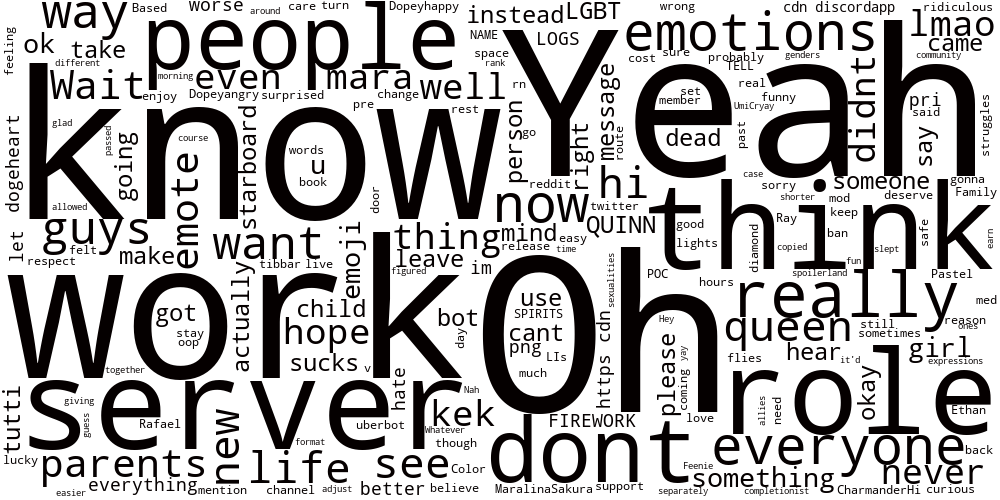 way
Based
worse
care
turn
Dopeyhappy
instead
LGBT
wrong
cdn
discordapp
ridiculous
around
people
NAME
LOGS
emotions
lmao
feeling
ok
take
space
came
different
Wait
morning
even
mara
well
rank
cost
sure
probably
TELL
genders
community
enjoy
Dopeyangry
surprised
change
rn
message
real
know
Yeah
pre
rest
person
set
member
UmiCryay
funny
didnt
pri
said
glad
passed
course
starboard
words
u
book
go
right
route
dead
past
say
struggles
dogeheart
going
emote
door
reddit
hi
case
sorry
someone
gonna
Family
allowed
now
twitter
think
shorter
mod
deserve
guys
QUINN
good
Ray
keep
let
felt
want
emoji
thing
mind
easy
lights
diamond
copied
ban
safe
earn
respect
make
leave
release
time
fun
slept
tibbar
live
figured
im
POC
spoilerland
Pastel
work
actually
Oh
sexualities
hours
really
med
got
child
use
SPIRITS
https
cdn
queen
still
reason
stay
oop
hope
bot
day
cant
png
LIs
Hey
sometimes
ones
sucks
v
much
please
yay
coming
flies
hear
it'd
girl
expressions
together
hate
Nah
role
okay
tutti
server
giving
guess
Rafael
new
format
uberbot
kek
Whatever
though
FIREWORK
love
allies
need
Ethan
dont
everyone
back
lucky
parents
life
see
Color
Feenie
something
never
easier
everything
mention
channel
adjust
better
believe
MaralinaSakura
support
separately
completionist
CharmanderHi
curious